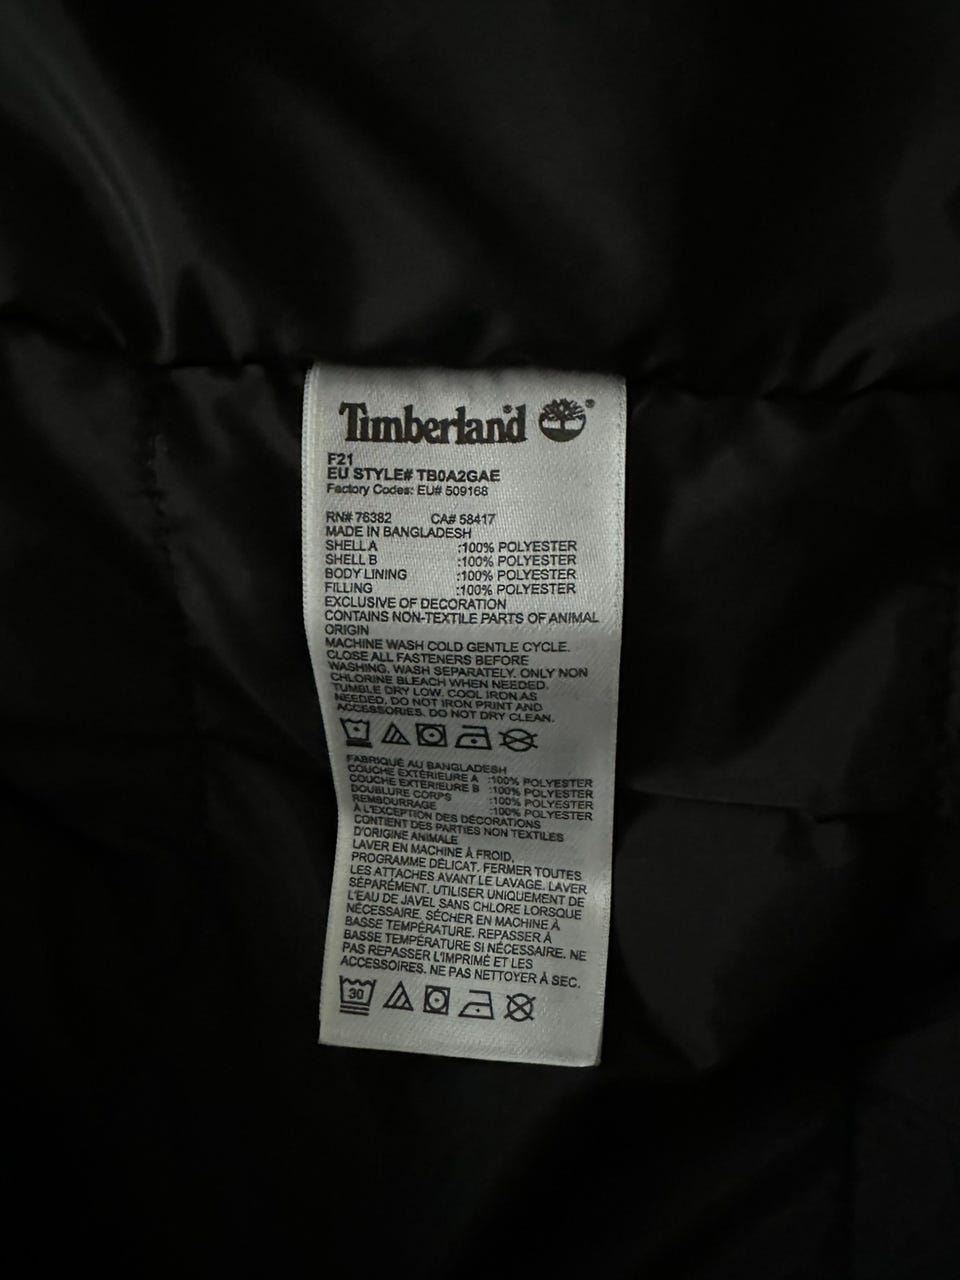 Timberland®
F21
EU STYLE# TB0A2GAE
Factory Codes: EU# 509168
RN# 76382 CA# 58417
MADE IN BANGLADESH
SHELL A :100% POLYESTER
SHELL B :100% POLYESTER
BODY LINING :100% POLYESTER
FILLING :100% POLYESTER
EXCLUSIVE OF DECORATION
CONTAINS NON-TEXTILE PARTS OF ANIMAL
ORIGIN
MACHINE WASH COLD GENTLE CYCLE.
CLOSE ALL FASTENERS BEFORE
WASHING. WASH SEPARATELY. ONLY NON
CHLORINE BLEACH WHEN NEEDED.
TUMBLE DRY LOW. COOL IRON AS
NEEDED. DO NOT IRON PRINT AND
ACCESSORIES. DO NOT DRY CLEAN.
FABRIQUÉ AU BANGLADESH
COUCHE EXTÉRIEURE A :100% POLYESTER
COUCHE EXTÉRIEURE B :100% POLYESTER
DOUBLURE CORPS :100% POLYESTER
REMBOURRAGE :100% POLYESTER
À L'EXCEPTION DES DÉCORATIONS
CONTIENT DES PARTIES NON TEXTILES
D'ORIGINE ANIMALE
LAVER EN MACHINE À FROID,
PROGRAMME DÉLICAT. FERMER TOUTES
LES ATTACHES AVANT LE LAVAGE. LAVER
SÉPARÉMENT. UTILISER UNIQUEMENT DE
L'EAU DE JAVEL SANS CHLORE LORSQUE
NÉCESSAIRE. SÉCHER EN MACHINE À
BASSE TEMPÉRATURE. REPASSER À
BASSE TEMPÉRATURE SI NÉCESSAIRE. NE
PAS REPASSER L'IMPRIMÉ ET LES
ACCESSOIRES. NE PAS NETTOYER À SEC.
30